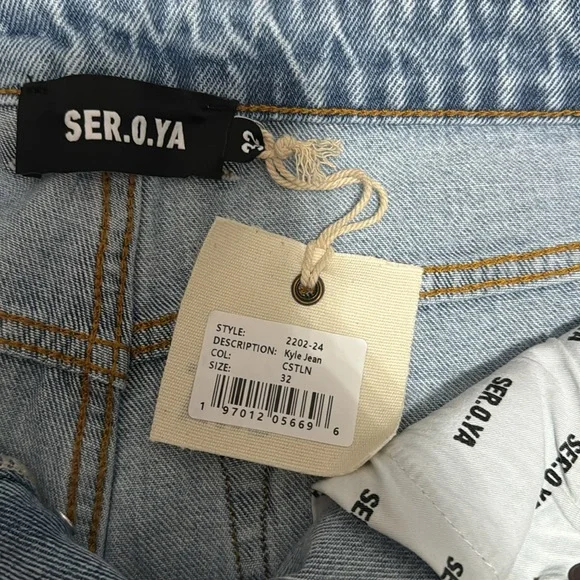 SER.O.YA
32
STYLE: 2202-24
DESCRIPTION: Kyle Jean
COL: CSTLN
SIZE: 32
1 97012 05669 6
SER.O.YA
SER.O.YA
SE
SER.O.YA